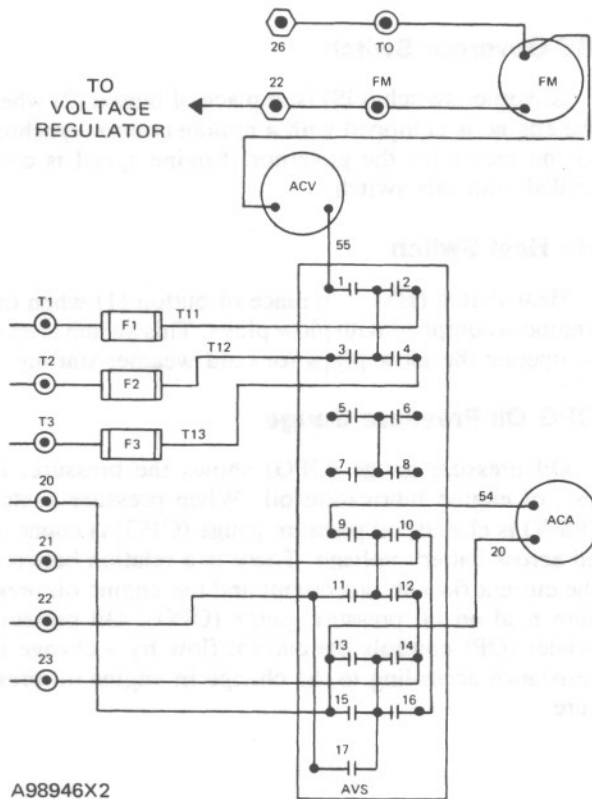 26
TO
FM
TO
VOLTAGE
REGULATOR
22
FM
ACV
55
1
2
T1
F1
T11
T12
3
4
T2
F2
T3
F3
T13
5
6
20
7
8
54
ACA
21
9
10
20
22
11
12
23
13
14
15
16
17
AVS
A98946X2